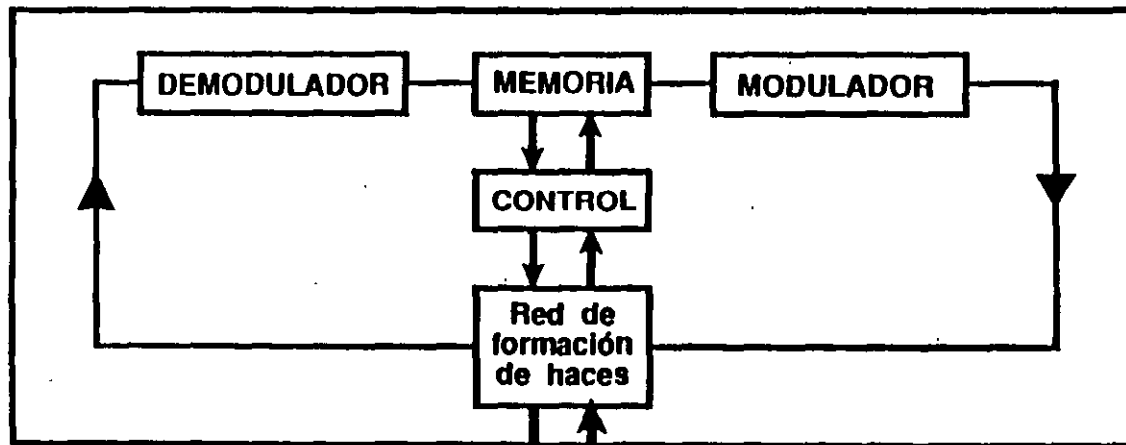 DEMODULADOR
MEMORIA
MODULADOR
CONTROL
Red de
formación
de haces